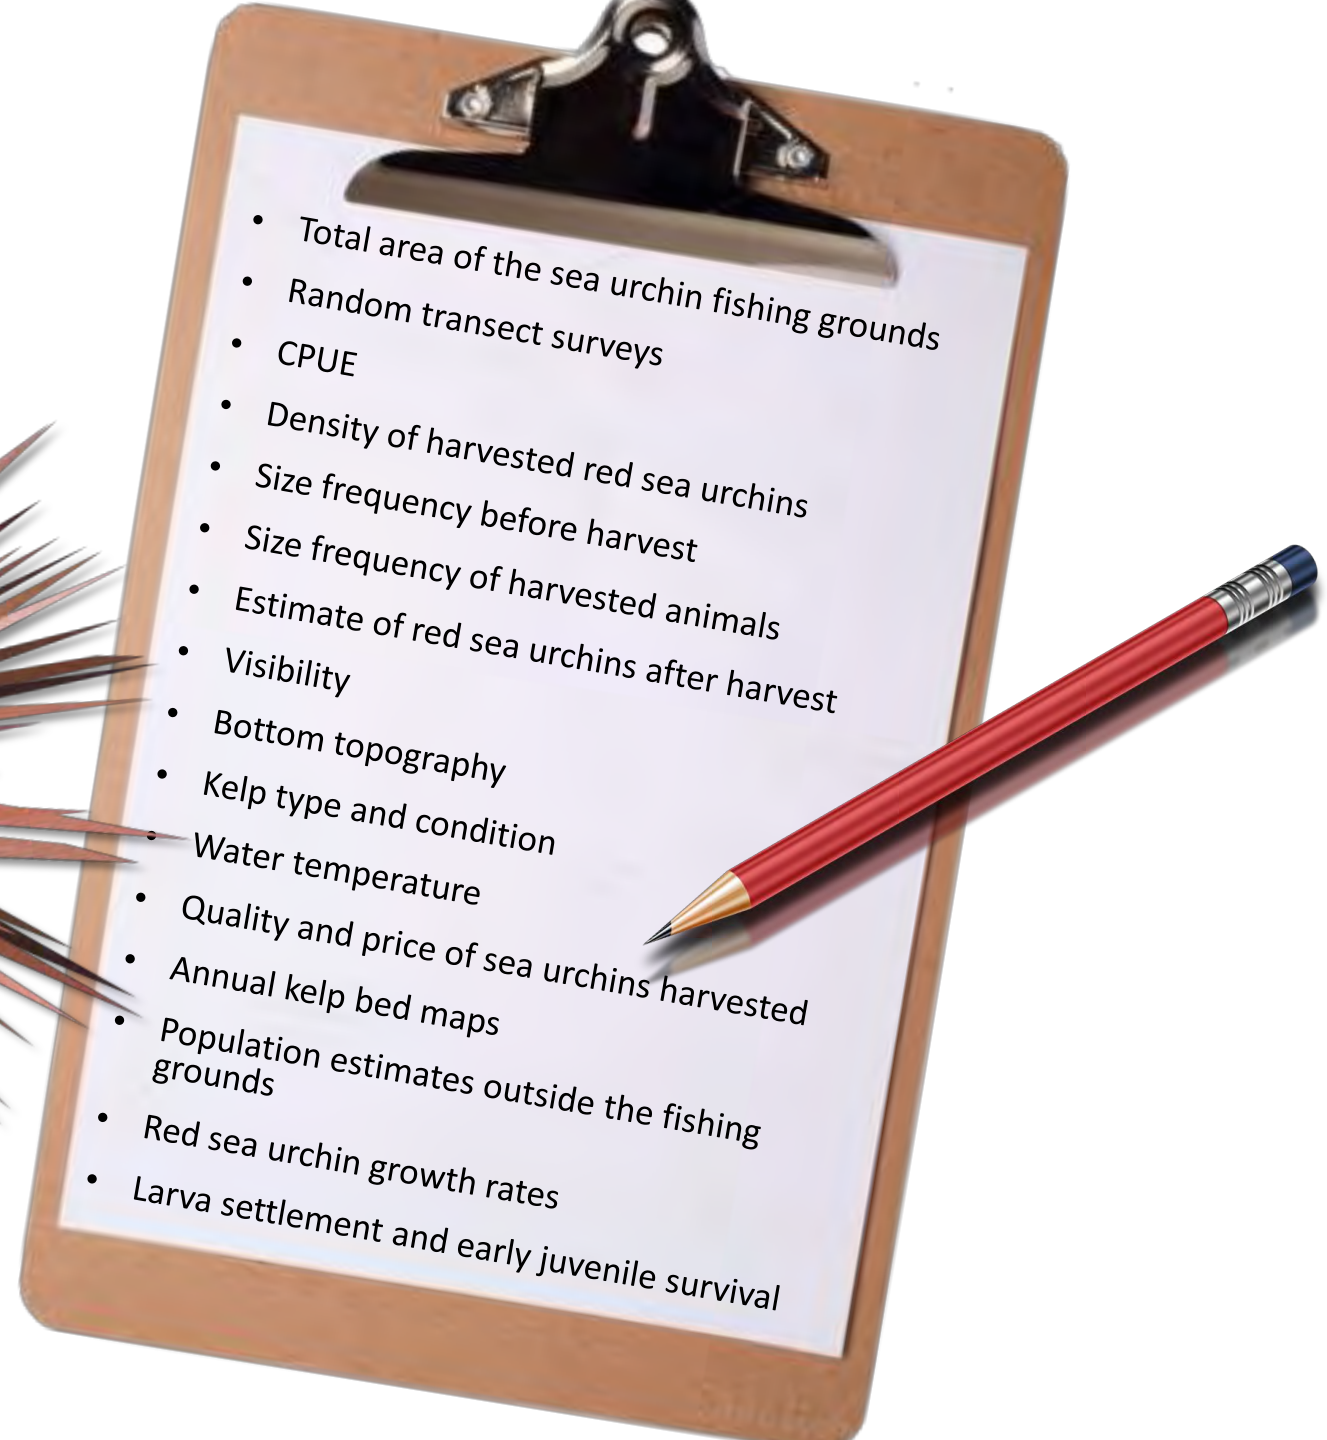 • Total area of the sea urchin fishing grounds
• Random transect surveys
• CPUE
• Density of harvested red sea urchins
• Size frequency before harvest
• Size frequency of harvested animals
• Estimate of red sea urchins after harvest
• Visibility
• Bottom topography
• Kelp type and condition
• Water temperature
• Quality and price of sea urchins harvested
• Annual kelp bed maps
• Population estimates outside the fishing
grounds
• Red sea urchin growth rates
• Larva settlement and early juvenile survival